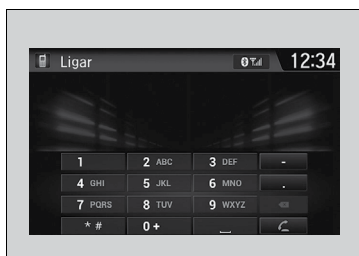 Ligar 12:34
1 2 ABC 3 DEF -
4 GHI 5 JKL 6 MNO .
7 PQRS 8 TUV 9 WXYZ
* # 0 +